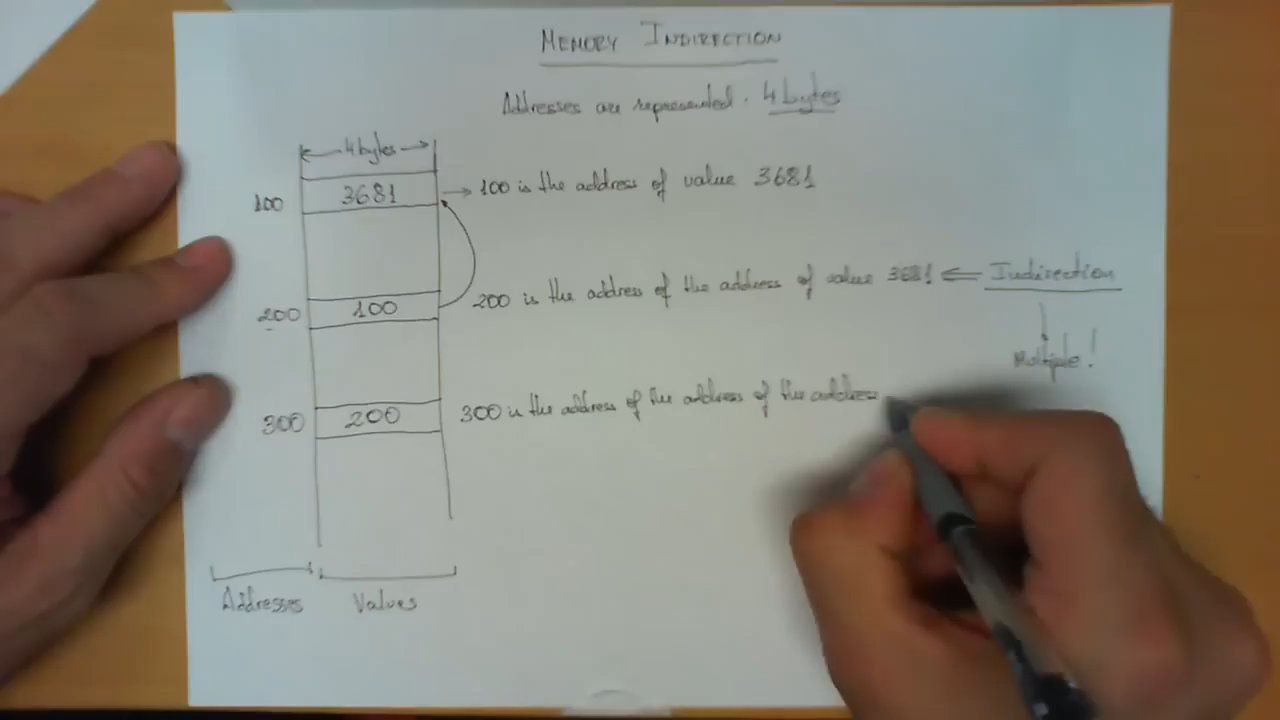 MEMORY INDIRECTION
Addresses are represented . 4 bytes
4 bytes
100 3681 → 100 is the address of value 3681
200 100 200 is the address of the address of value 3681 ⇐ Indirection
Multiple!
300 200 300 is the address of the address of the address
Addresses Values